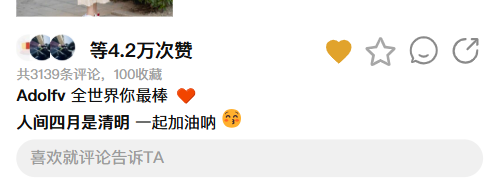 等4.2万次赞
共3139条评论，100收藏
Adolfv 全世界你最棒 ❤️
人间四月是清明 一起加油呐 😚
喜欢就评论告诉TA